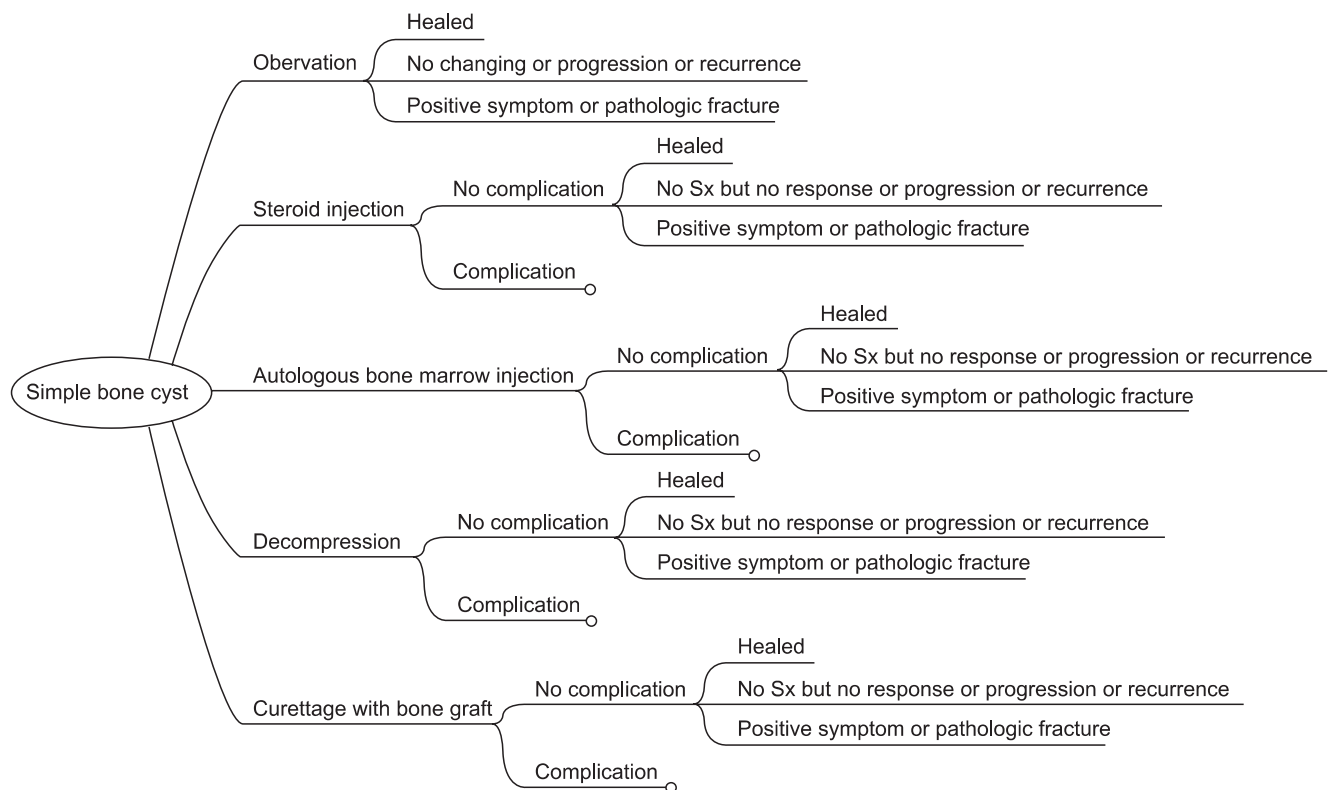 Simple bone cyst
Obervation
Healed
No changing or progression or recurrence
Positive symptom or pathologic fracture
Steroid injection
No complication
Healed
No Sx but no response or progression or recurrence
Positive symptom or pathologic fracture
Complication
Autologous bone marrow injection
No complication
Healed
No Sx but no response or progression or recurrence
Positive symptom or pathologic fracture
Complication
Decompression
No complication
Healed
No Sx but no response or progression or recurrence
Positive symptom or pathologic fracture
Complication
Curettage with bone graft
No complication
Healed
No Sx but no response or progression or recurrence
Positive symptom or pathologic fracture
Complication